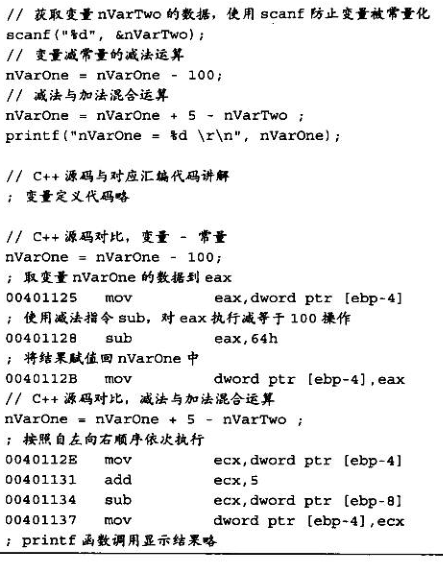 // 获取变量 nVarTwo 的数据，使用 scanf 防止变量被常量化
scanf("%d", &nVarTwo);
// 变量减常量的减法运算
nVarOne = nVarOne - 100;
// 减法与加法混合运算
nVarOne = nVarOne + 5 - nVarTwo ;
printf("nVarOne = %d \r\n", nVarOne);
// C++ 源码与对应汇编代码讲解
; 变量定义代码略
// C++ 源码对比，变量 - 常量
nVarOne = nVarOne - 100;
; 取变量 nVarOne 的数据到 eax
00401125 mov eax,dword ptr [ebp-4]
; 使用减法指令 sub，对 eax 执行减等于 100 操作
00401128 sub eax,64h
; 将结果赋值回 nVarOne 中
0040112B mov dword ptr [ebp-4],eax
// C++ 源码对比，减法与加法混合运算
nVarOne = nVarOne + 5 - nVarTwo ;
; 按照自左向右顺序依次执行
0040112E mov ecx,dword ptr [ebp-4]
00401131 add ecx,5
00401134 sub ecx,dword ptr [ebp-8]
00401137 mov dword ptr [ebp-4],ecx
; printf 函数调用显示结果略